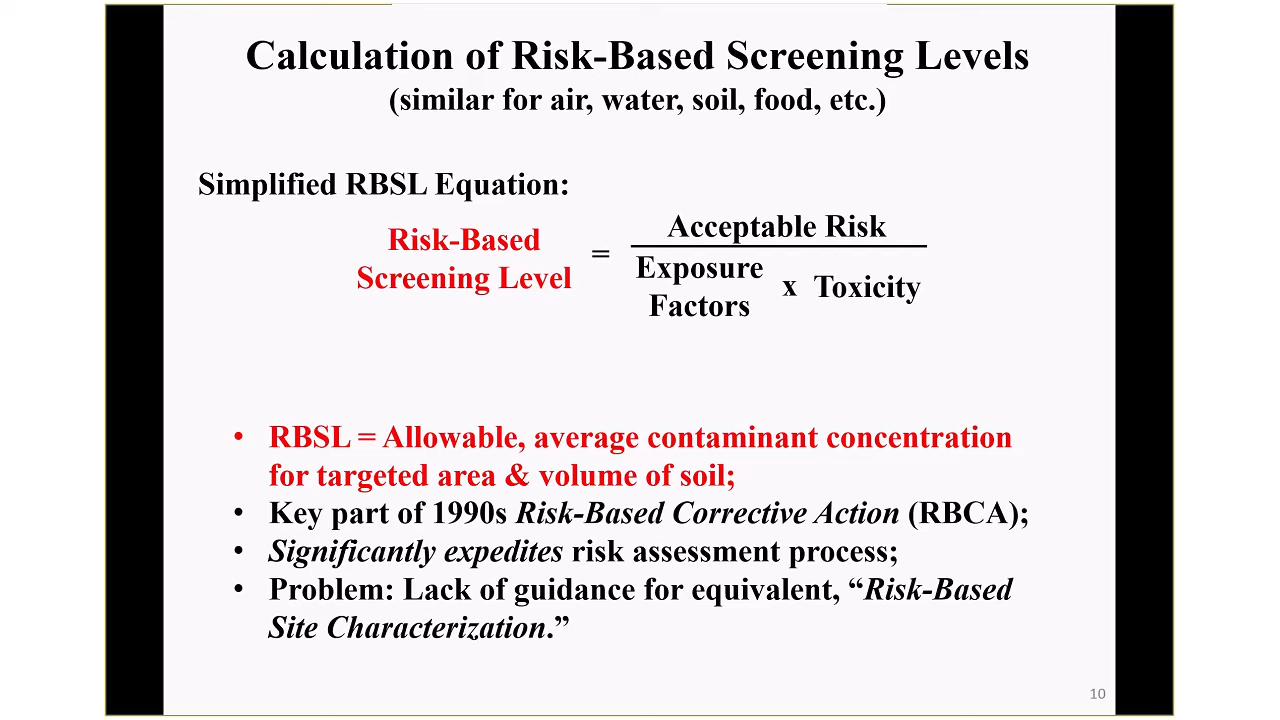 Calculation of Risk-Based Screening Levels
(similar for air, water, soil, food, etc.)
Simplified RBSL Equation:
Risk-Based
Screening Level
=
Acceptable Risk
Exposure
Factors
x Toxicity
• RBSL = Allowable, average contaminant concentration
for targeted area & volume of soil;
• Key part of 1990s Risk-Based Corrective Action (RBCA);
• Significantly expedites risk assessment process;
• Problem: Lack of guidance for equivalent, “Risk-Based
Site Characterization.”
10